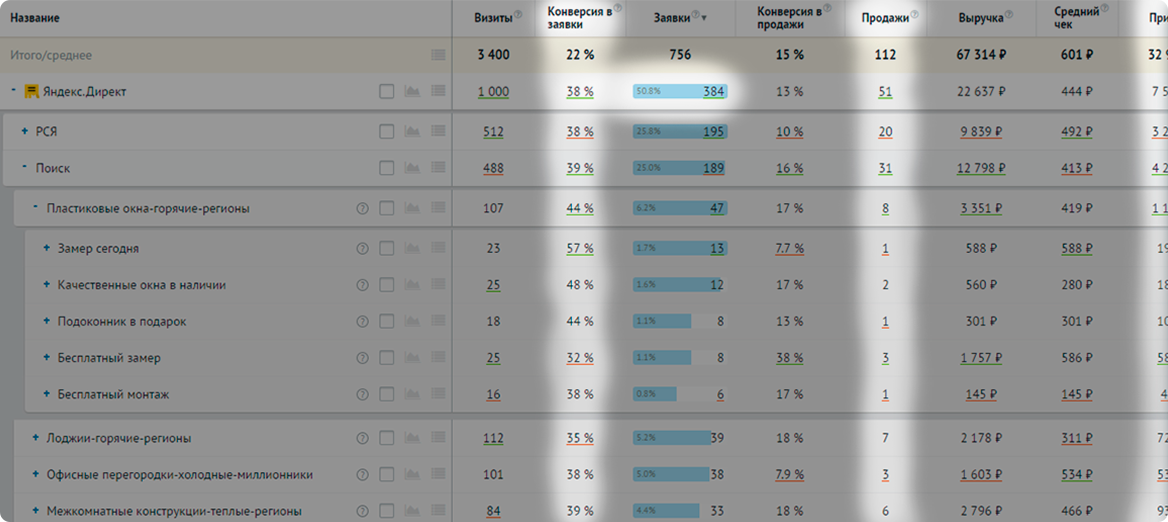 Название Визиты Конверсия в заявки Заявки Конверсия в продажи Продажи Выручка Средний чек
Итого/среднее 3 400 22 % 756 15 % 112 67 314 ₽ 601 ₽
Яндекс.Директ 1 000 38 % 50.8% 384 13 % 51 22 637 ₽ 444 ₽
РСЯ 512 38 % 25.8% 195 10 % 20 9 839 ₽ 492 ₽
Поиск 488 39 % 25.0% 189 16 % 31 12 798 ₽ 413 ₽
Пластиковые окна-горячие-регионы 107 44 % 6.2% 47 17 % 8 3 351 ₽ 419 ₽
Замер сегодня 23 57 % 1.7% 13 7.7 % 1 588 ₽ 588 ₽
Качественные окна в наличии 25 48 % 1.6% 12 17 % 2 560 ₽ 280 ₽
Подоконник в подарок 18 44 % 1.1% 8 13 % 1 301 ₽ 301 ₽
Бесплатный замер 25 32 % 1.1% 8 38 % 3 1 757 ₽ 586 ₽
Бесплатный монтаж 16 38 % 0.8% 6 17 % 1 145 ₽ 145 ₽
Лоджии-горячие-регионы 112 35 % 5.2% 39 18 % 7 2 178 ₽ 311 ₽
Офисные перегородки-холодные-миллионники 101 38 % 5.0% 38 7.9 % 3 1 603 ₽ 534 ₽
Межкомнатные конструкции-теплые-регионы 84 39 % 4.4% 33 18 % 6 2 796 ₽ 466 ₽